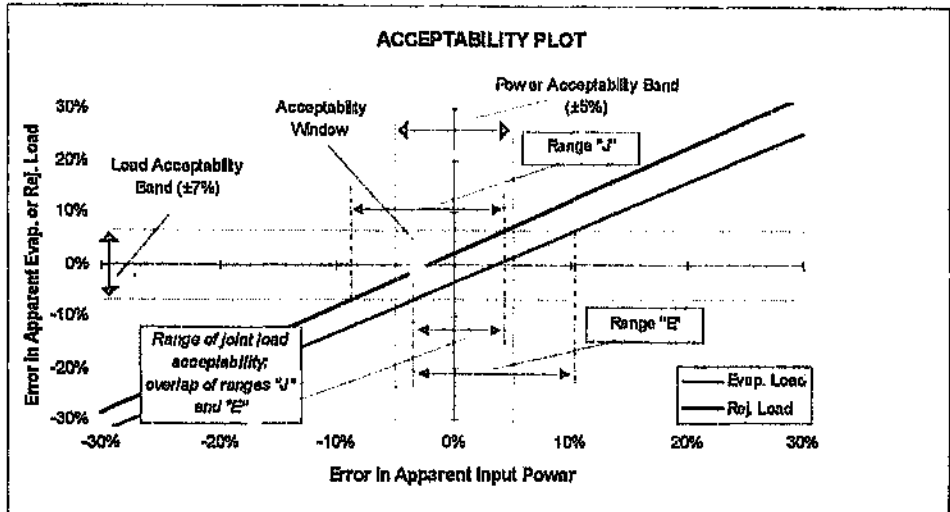 ACCEPTABILITY PLOT
Error in Apparent Evap. or Rej. Load
30%
20%
10%
0%
-10%
-20%
-30%
Load Acceptability
Band (±7%)
Acceptability
Window
Power Acceptability Band
(±5%)
Range "J"
Range "E"
Range of joint load
acceptability;
overlap of ranges "J"
and "E"
Evap. Load
Rej. Load
-30%
-20%
-10%
0%
10%
20%
30%
Error in Apparent Input Power